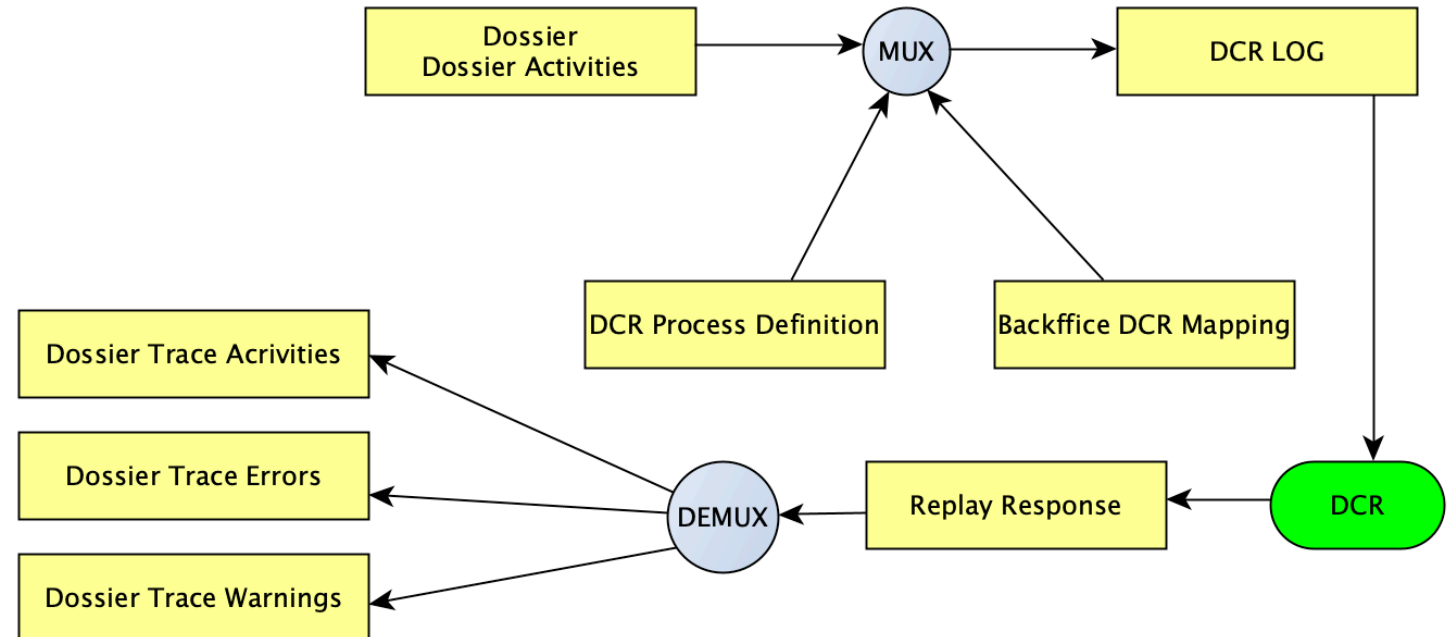 Dossier
Dossier Activities
MUX
DCR LOG
DCR Process Definition
Backffice DCR Mapping
Dossier Trace Acrivities
Dossier Trace Errors
DEMUX
Replay Response
DCR
Dossier Trace Warnings